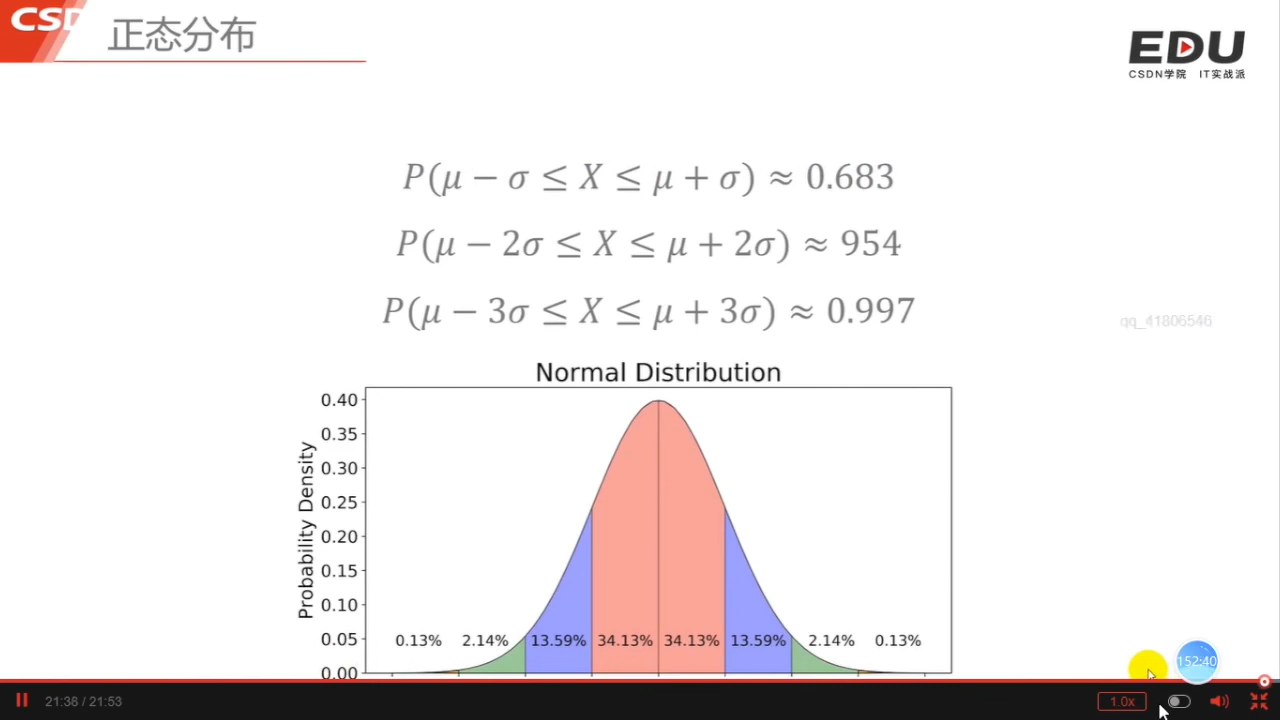 CSD
正态分布
EDU
CSDN学院 IT实战派
P(μ − σ ≤ X ≤ μ + σ) ≈ 0.683
P(μ − 2σ ≤ X ≤ μ + 2σ) ≈ 954
P(μ − 3σ ≤ X ≤ μ + 3σ) ≈ 0.997
qq_41806546
Normal Distribution
Probability Density
0.40
0.35
0.30
0.25
0.20
0.15
0.10
0.05
0.00
0.13% 2.14% 13.59% 34.13% 34.13% 13.59% 2.14% 0.13%
152:40
21:38 / 21:53
1.0x